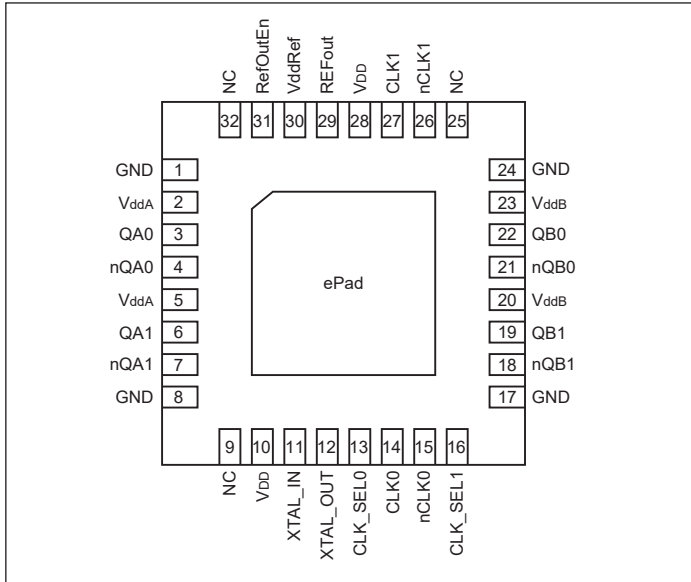 NC
RefOutEn
VddRef
REFout
VDD
CLK1
nCLK1
NC
32 31 30 29 28 27 26 25
GND 1
VddA 2
QA0 3
nQA0 4
VddA 5
QA1 6
nQA1 7
GND 8
ePad
24 GND
23 VddB
22 QB0
21 nQB0
20 VddB
19 QB1
18 nQB1
17 GND
9 10 11 12 13 14 15 16
NC
VDD
XTAL_IN
XTAL_OUT
CLK_SEL0
CLK0
nCLK0
CLK_SEL1